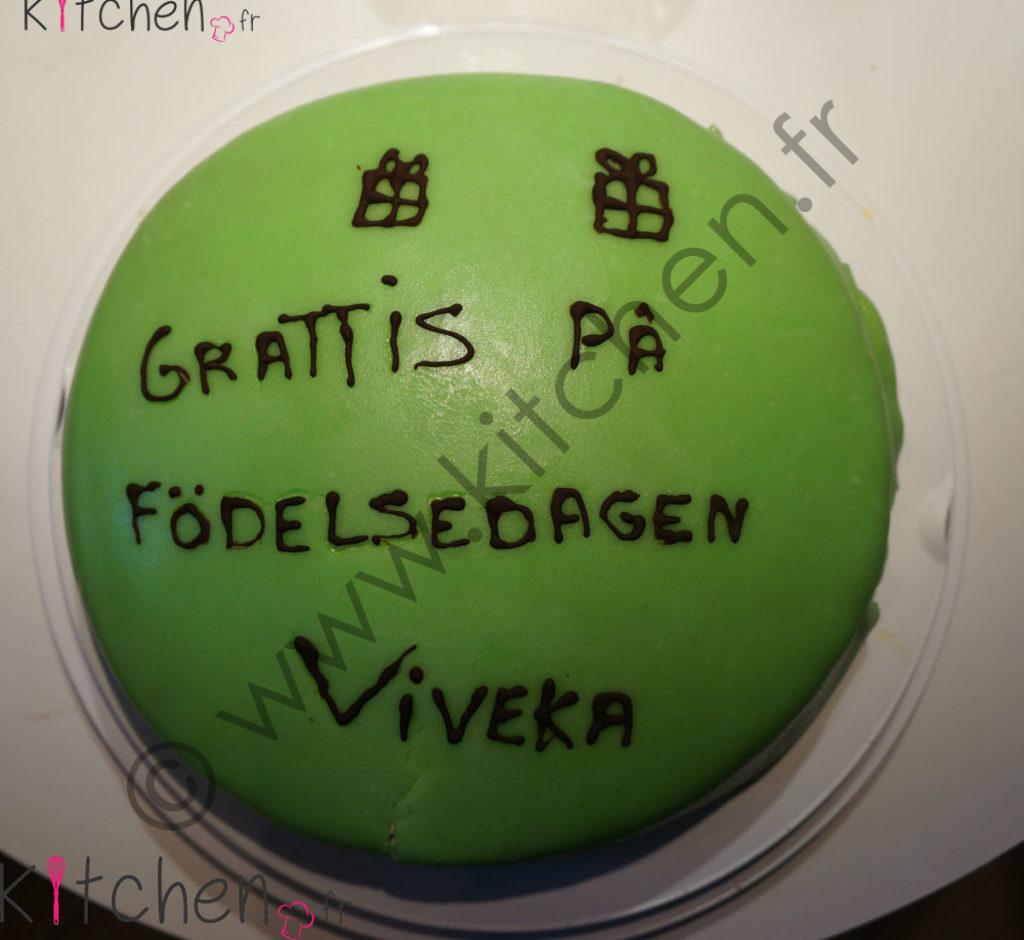 Kitchen.fr
GRATTIS PÅ
FÖDELSEDAGEN
VIVEKA
© www.kitchen.fr
Kitchen.fr